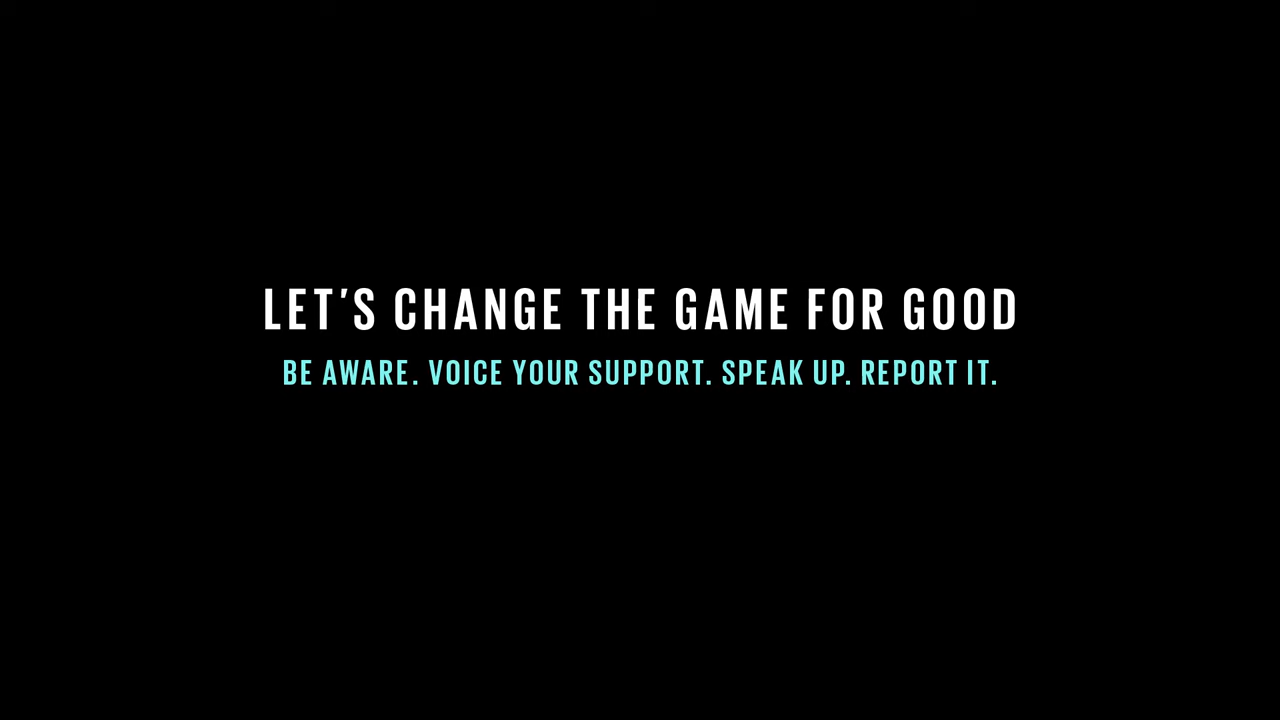 LET'S CHANGE THE GAME FOR GOOD
BE AWARE. VOICE YOUR SUPPORT. SPEAK UP. REPORT IT.